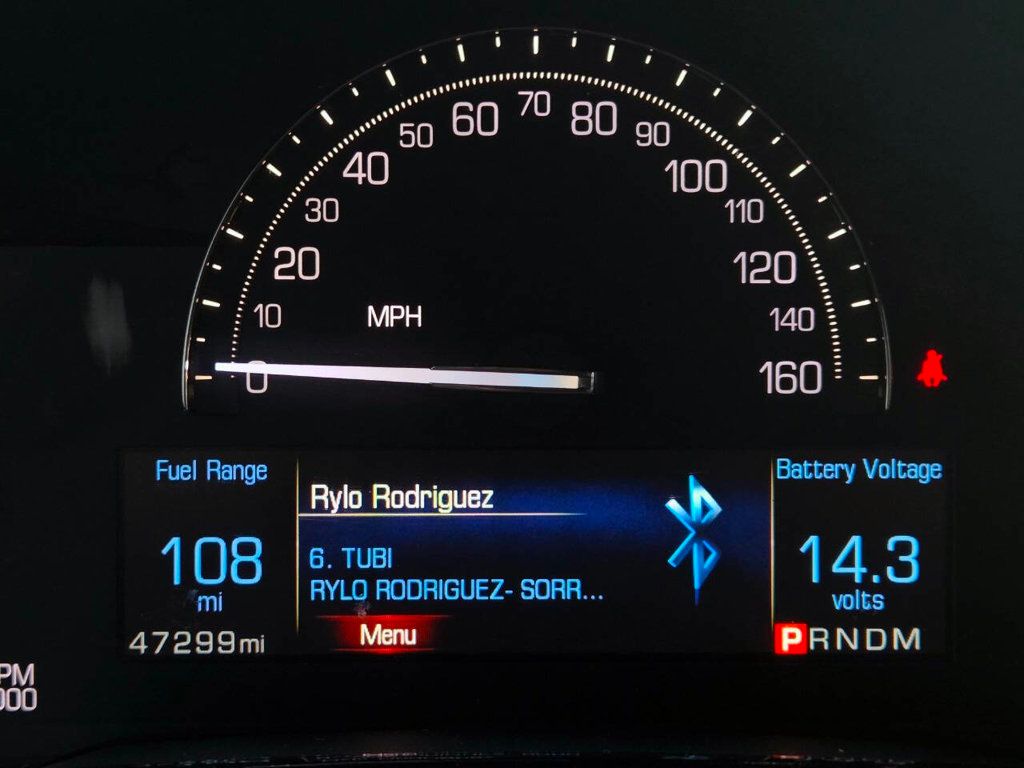 70
60 80
50 90
40 100
30 110
20 120
10 MPH 140
0 160
Fuel Range
108
mi
47299mi
Rylo Rodriguez
6. TUBI
RYLO RODRIGUEZ- SORR...
Menu
Battery Voltage
14.3
volts
PRNDM